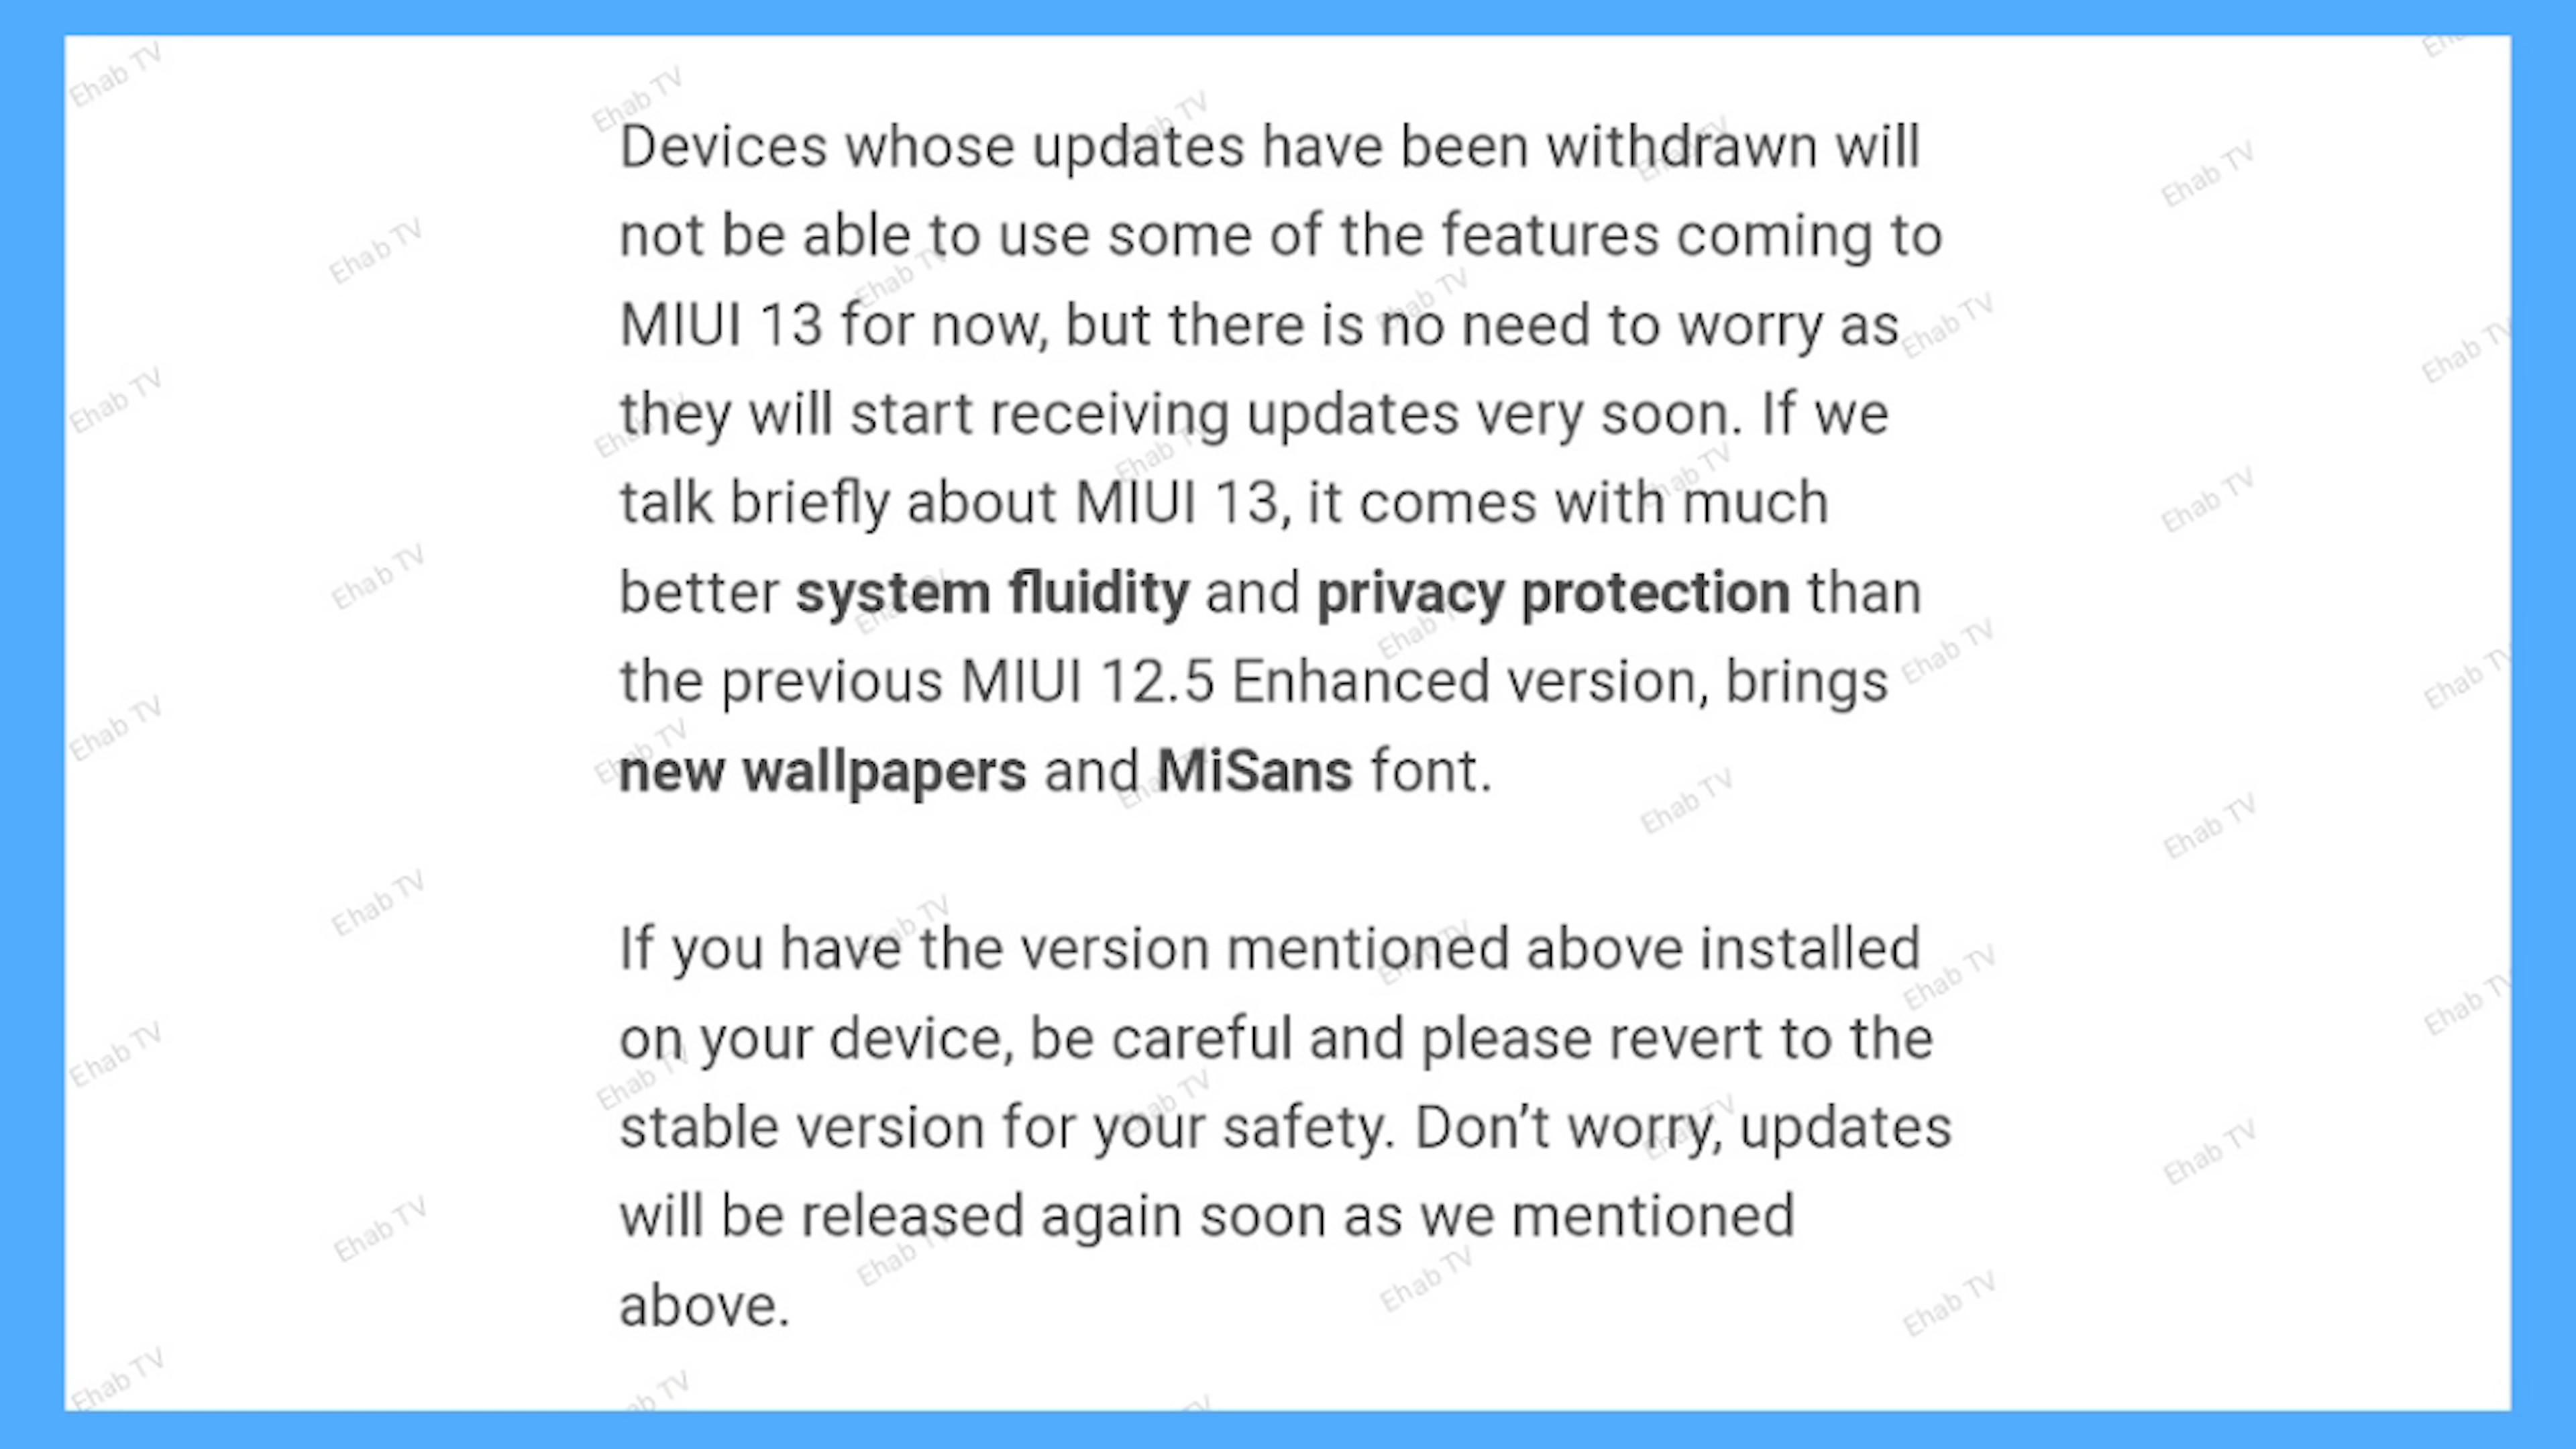 Devices whose updates have been withdrawn will
not be able to use some of the features coming to
MIUI 13 for now, but there is no need to worry as
they will start receiving updates very soon. If we
talk briefly about MIUI 13, it comes with much
better system fluidity and privacy protection than
the previous MIUI 12.5 Enhanced version, brings
new wallpapers and MiSans font.
If you have the version mentioned above installed
on your device, be careful and please revert to the
stable version for your safety. Don’t worry, updates
will be released again soon as we mentioned
above.
Ehab TV